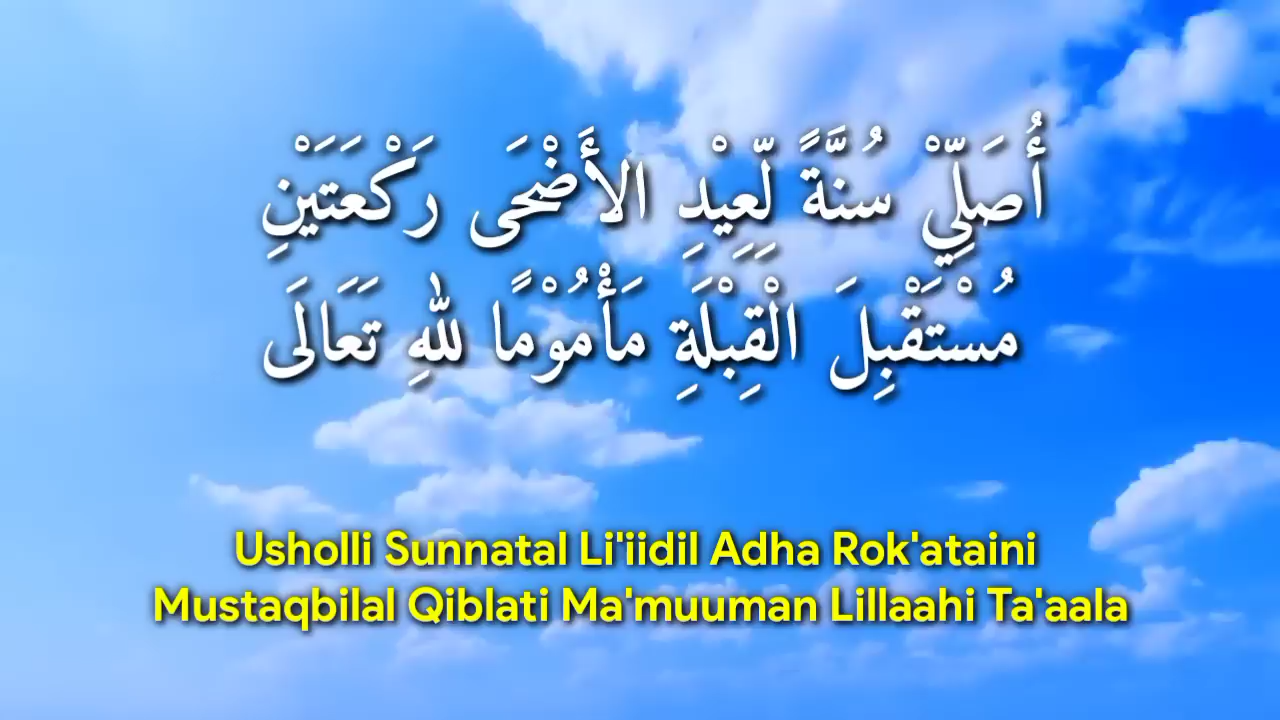 أُصَلِّيْ سُنَّةً لِّعِيْدِ الأَضْحَى رَكْعَتَيْنِ
مُسْتَقْبِلَ الْقِبْلَةِ مَأْمُوْمًا لِلّٰهِ تَعَالَى
Usholli Sunnatal Li'iidil Adha Rok'ataini
Mustaqbilal Qiblati Ma'muuman Lillaahi Ta'aala